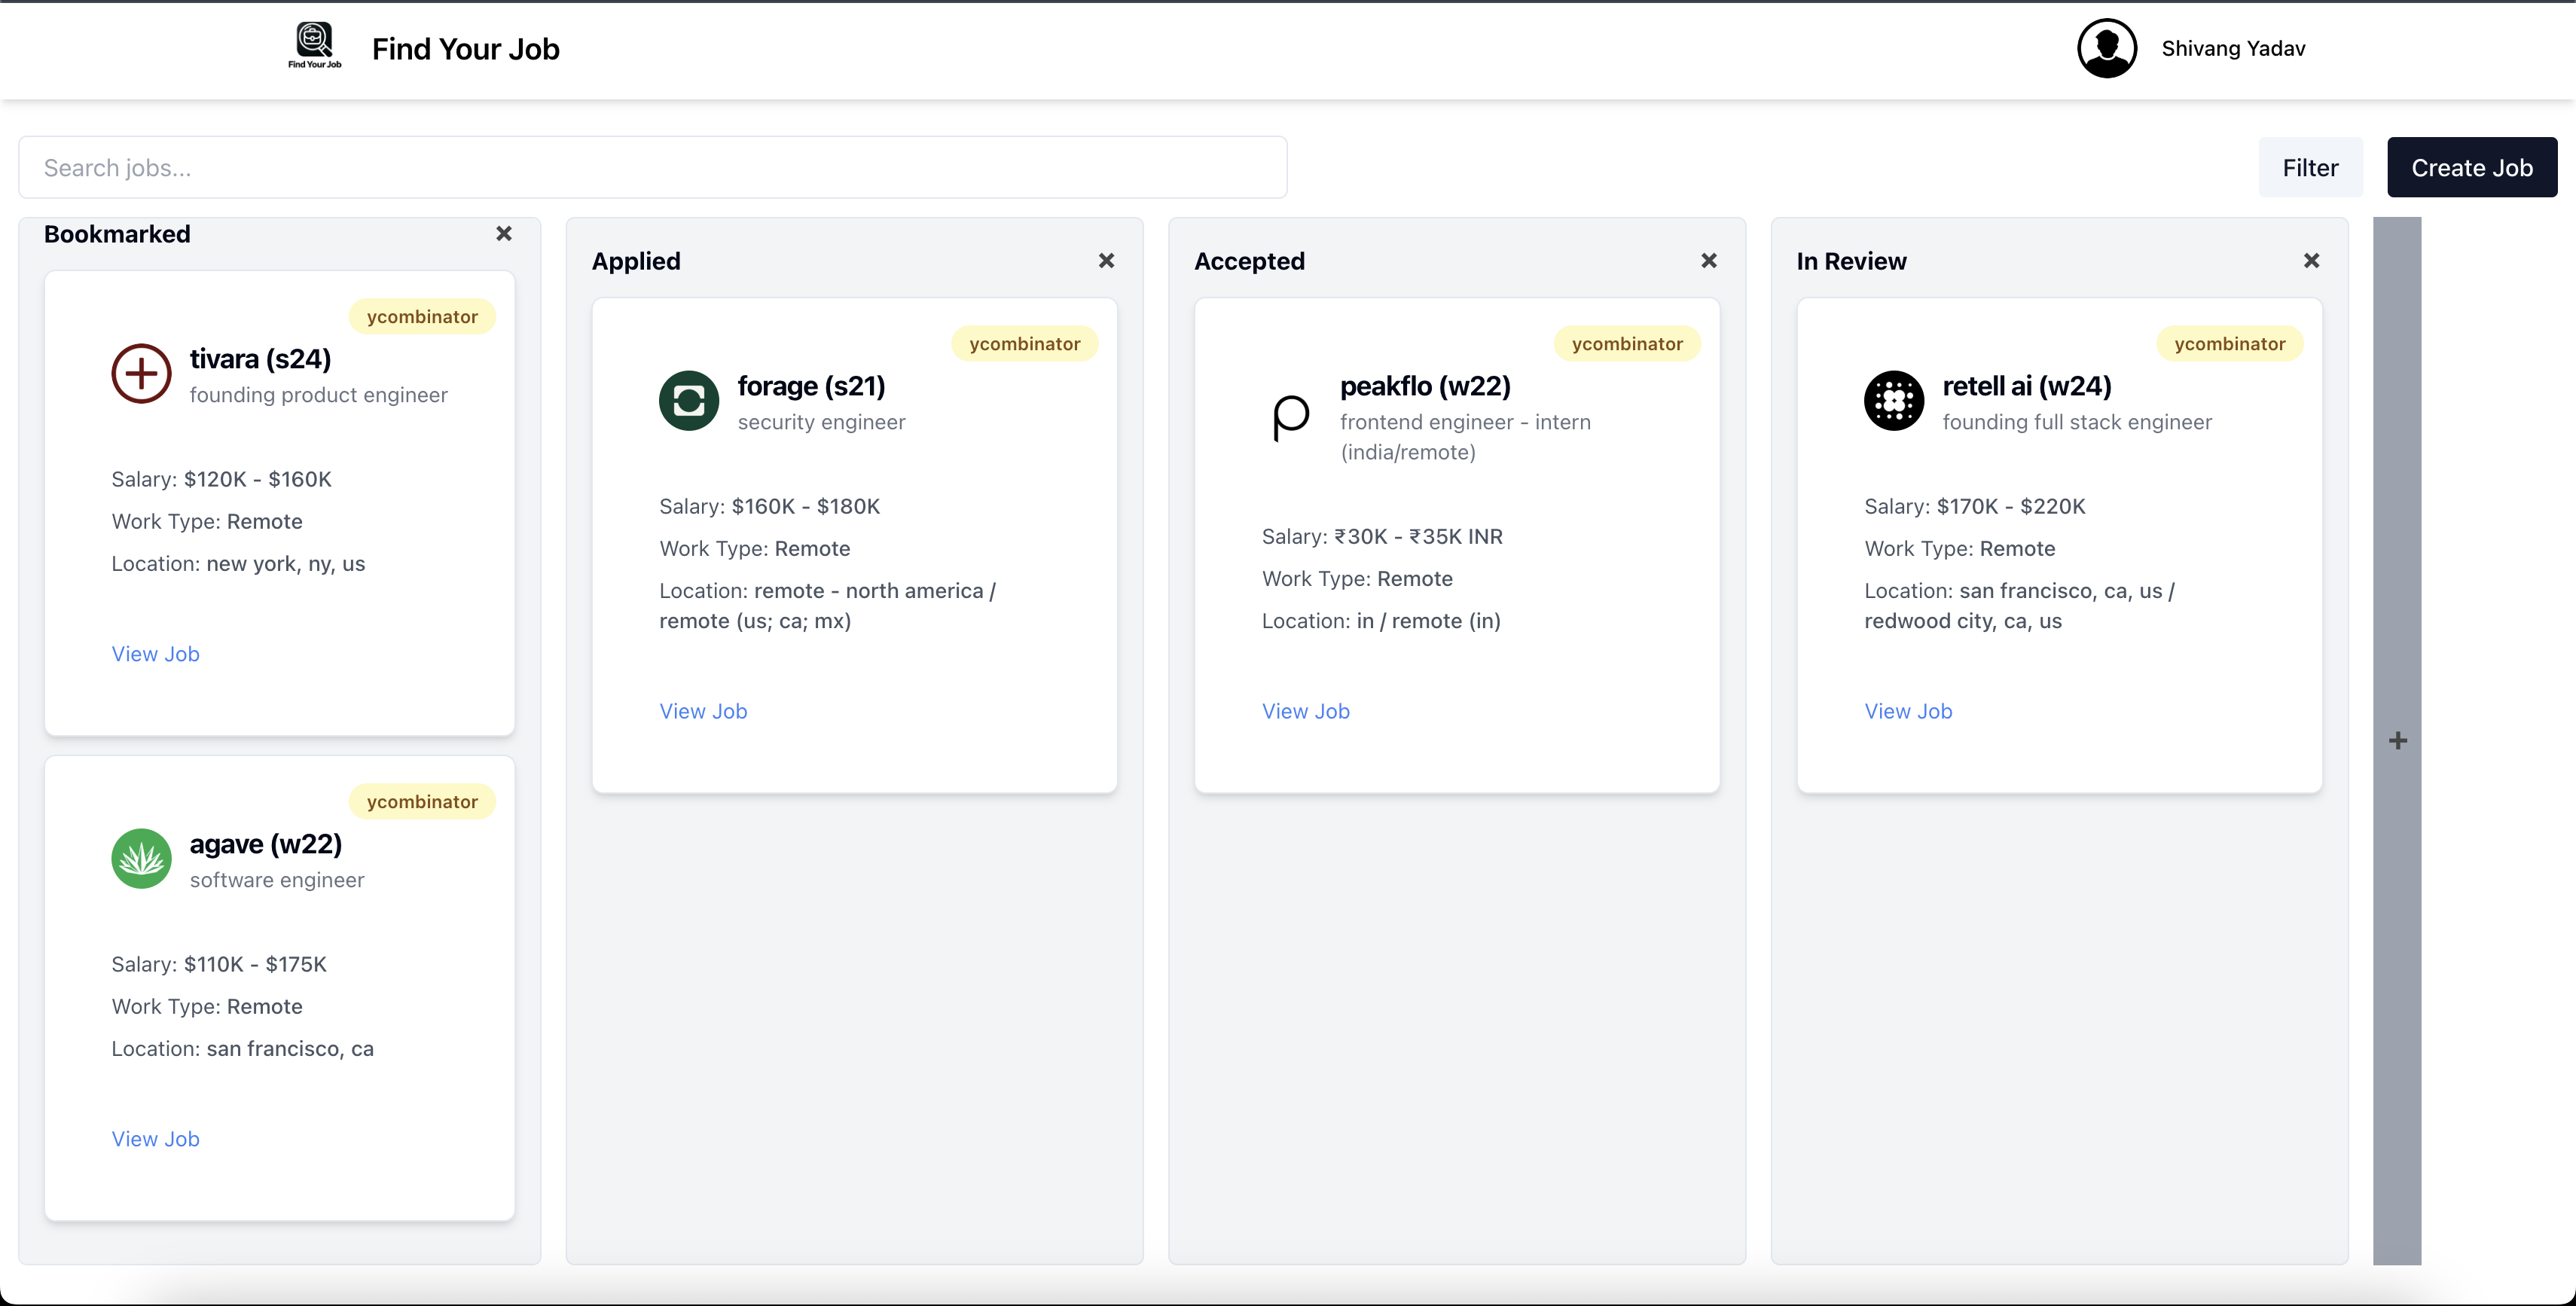 Find Your Job
Find Your Job
Shivang Yadav
Search jobs...
Filter
Create Job
Bookmarked
ycombinator
tivara (s24)
founding product engineer
Salary: $120K - $160K
Work Type: Remote
Location: new york, ny, us
View Job
ycombinator
agave (w22)
software engineer
Salary: $110K - $175K
Work Type: Remote
Location: san francisco, ca
View Job
Applied
ycombinator
forage (s21)
security engineer
Salary: $160K - $180K
Work Type: Remote
Location: remote - north america /
remote (us; ca; mx)
View Job
Accepted
ycombinator
peakflo (w22)
frontend engineer - intern
(india/remote)
Salary: ₹30K - ₹35K INR
Work Type: Remote
Location: in / remote (in)
View Job
In Review
ycombinator
retell ai (w24)
founding full stack engineer
Salary: $170K - $220K
Work Type: Remote
Location: san francisco, ca, us /
redwood city, ca, us
View Job